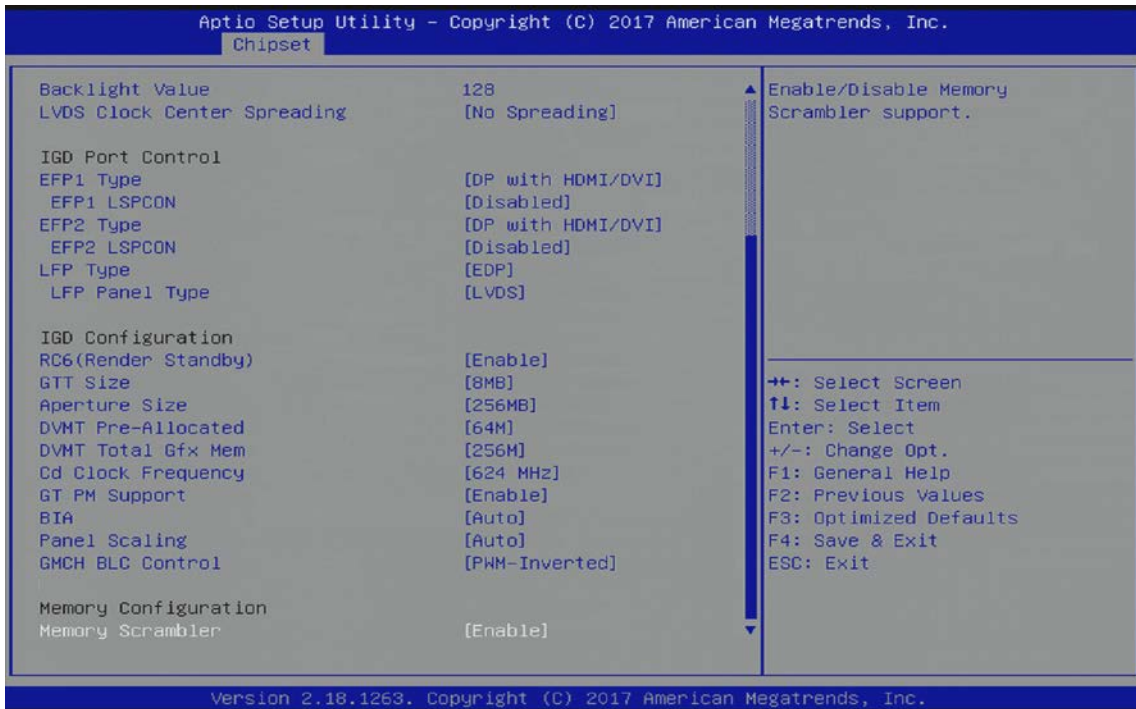 Aptio Setup Utility - Copyright (C) 2017 American Megatrends, Inc.
Chipset
Backlight Value 128
LVDS Clock Center Spreading [No Spreading]
IGD Port Control
EFP1 Type [DP with HDMI/DVI]
EFP1 LSPCON [Disabled]
EFP2 Type [DP with HDMI/DVI]
EFP2 LSPCON [Disabled]
LFP Type [EDP]
LFP Panel Type [LVDS]
IGD Configuration
RC6(Render Standby) [Enable]
GTT Size [8MB]
Aperture Size [256MB]
DVMT Pre-Allocated [64M]
DVMT Total Gfx Mem [256M]
Cd Clock Frequency [624 MHz]
GT PM Support [Enable]
BIA [Auto]
Panel Scaling [Auto]
GMCH BLC Control [PWM-Inverted]
Memory Configuration
Memory Scrambler [Enable]
Enable/Disable Memory
Scrambler support.
→←: Select Screen
↑↓: Select Item
Enter: Select
+/-: Change Opt.
F1: General Help
F2: Previous Values
F3: Optimized Defaults
F4: Save & Exit
ESC: Exit
Version 2.18.1263. Copyright (C) 2017 American Megatrends, Inc.